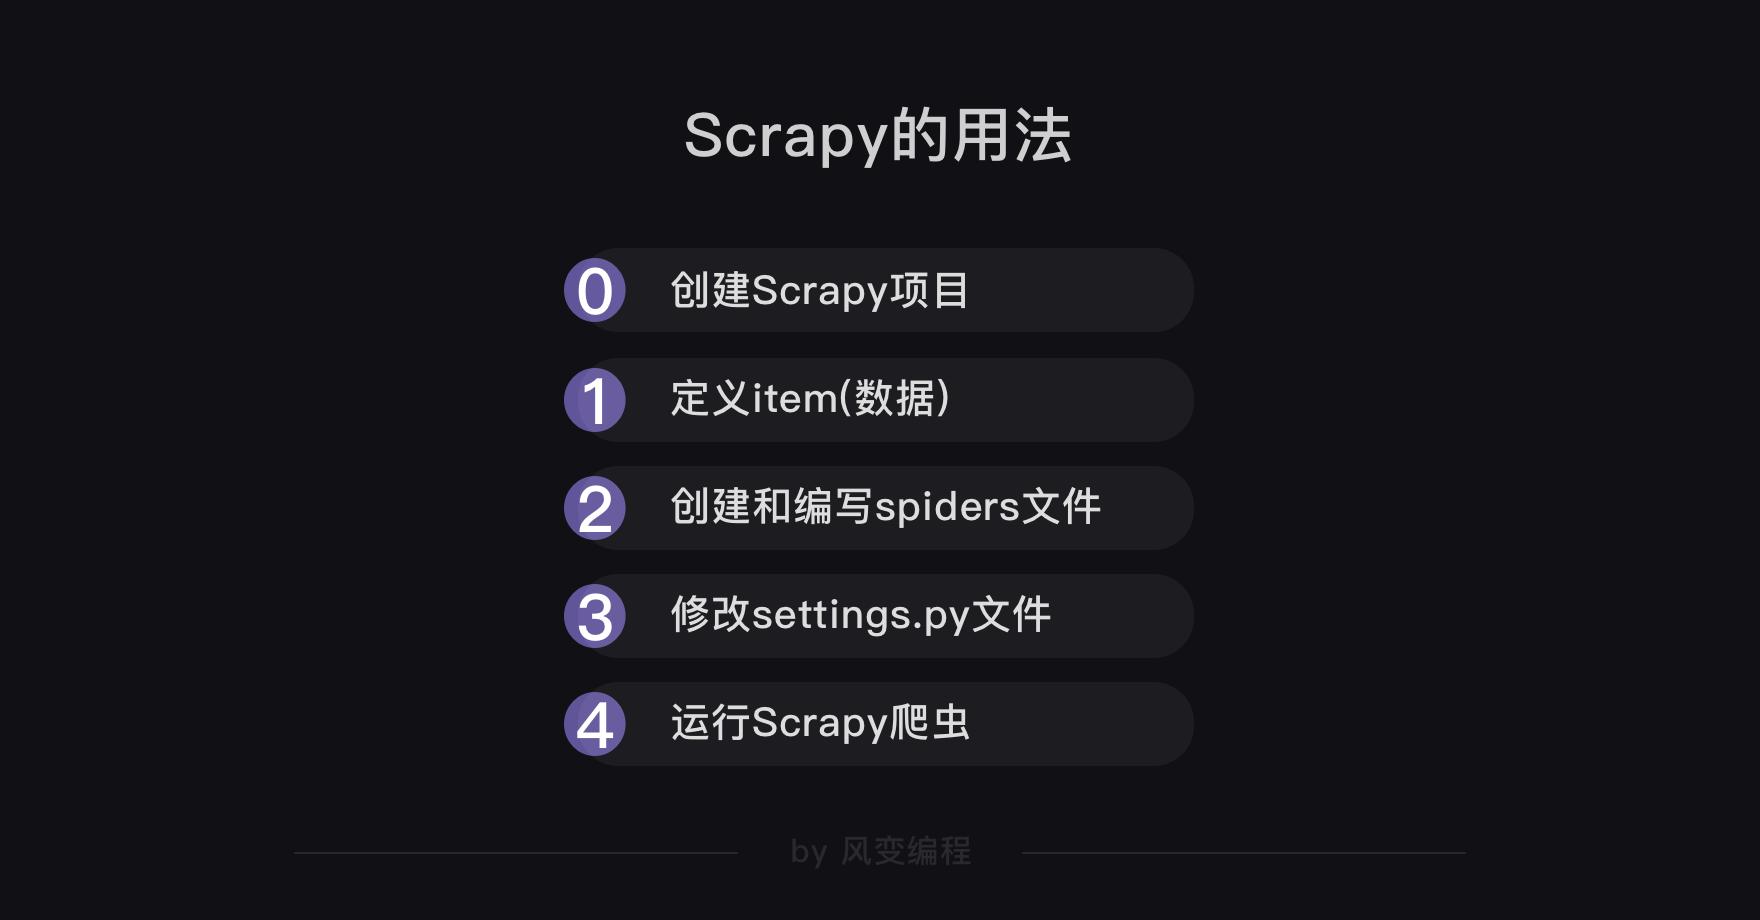 Scrapy的用法
0 创建Scrapy项目
1 定义item(数据)
2 创建和编写spiders文件
3 修改settings.py文件
4 运行Scrapy爬虫
by 风变编程